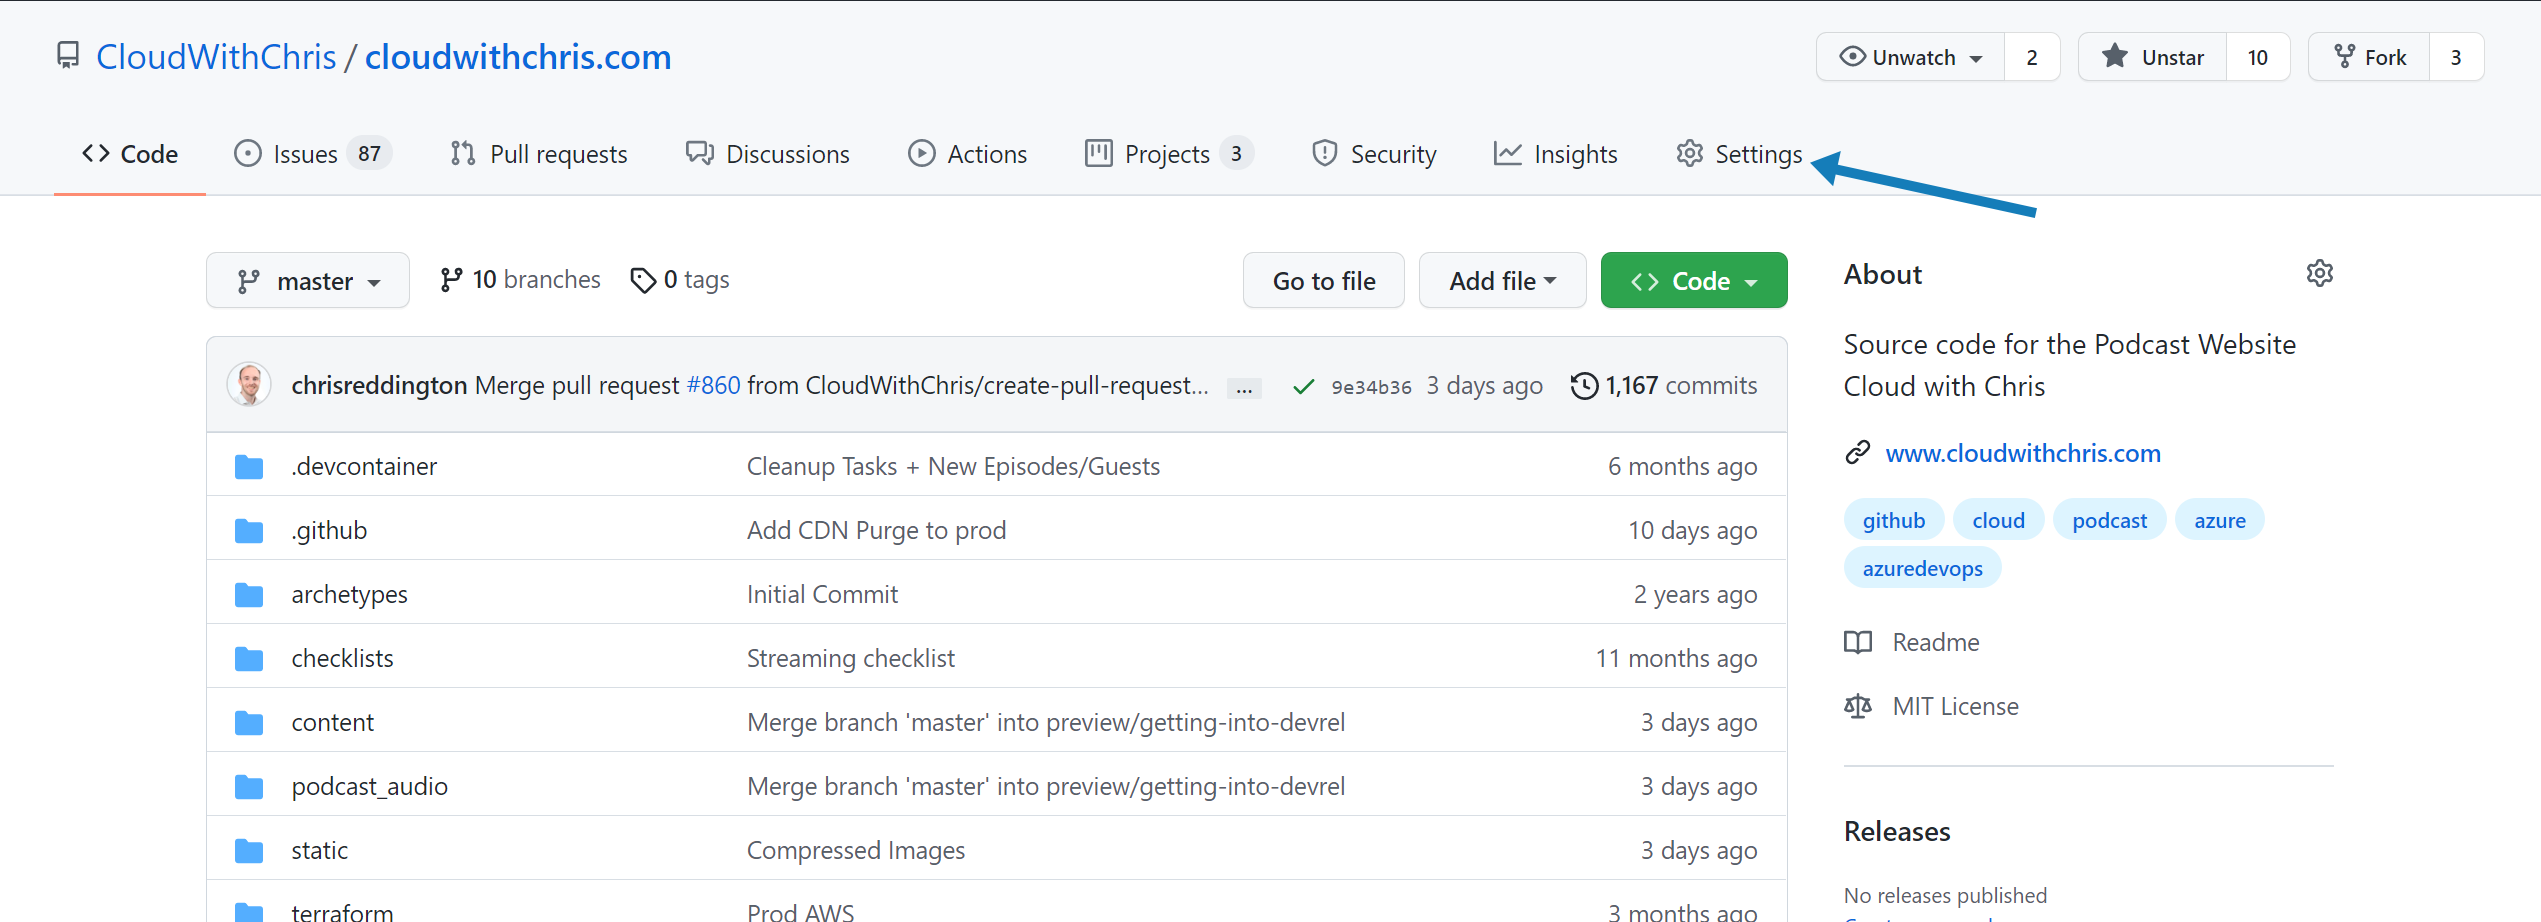 CloudWithChris / cloudwithchris.com
Unwatch 2
Unstar 10
Fork 3
Code
Issues 87
Pull requests
Discussions
Actions
Projects 3
Security
Insights
Settings
master
10 branches
0 tags
Go to file
Add file
Code
chrisreddington Merge pull request #860 from CloudWithChris/create-pull-request... ... 9e34b36 3 days ago 1,167 commits
.devcontainer Cleanup Tasks + New Episodes/Guests 6 months ago
.github Add CDN Purge to prod 10 days ago
archetypes Initial Commit 2 years ago
checklists Streaming checklist 11 months ago
content Merge branch 'master' into preview/getting-into-devrel 3 days ago
podcast_audio Merge branch 'master' into preview/getting-into-devrel 3 days ago
static Compressed Images 3 days ago
terraform Prod AWS 3 months ago
About
Source code for the Podcast Website
Cloud with Chris
www.cloudwithchris.com
github cloud podcast azure
azuredevops
Readme
MIT License
Releases
No releases published